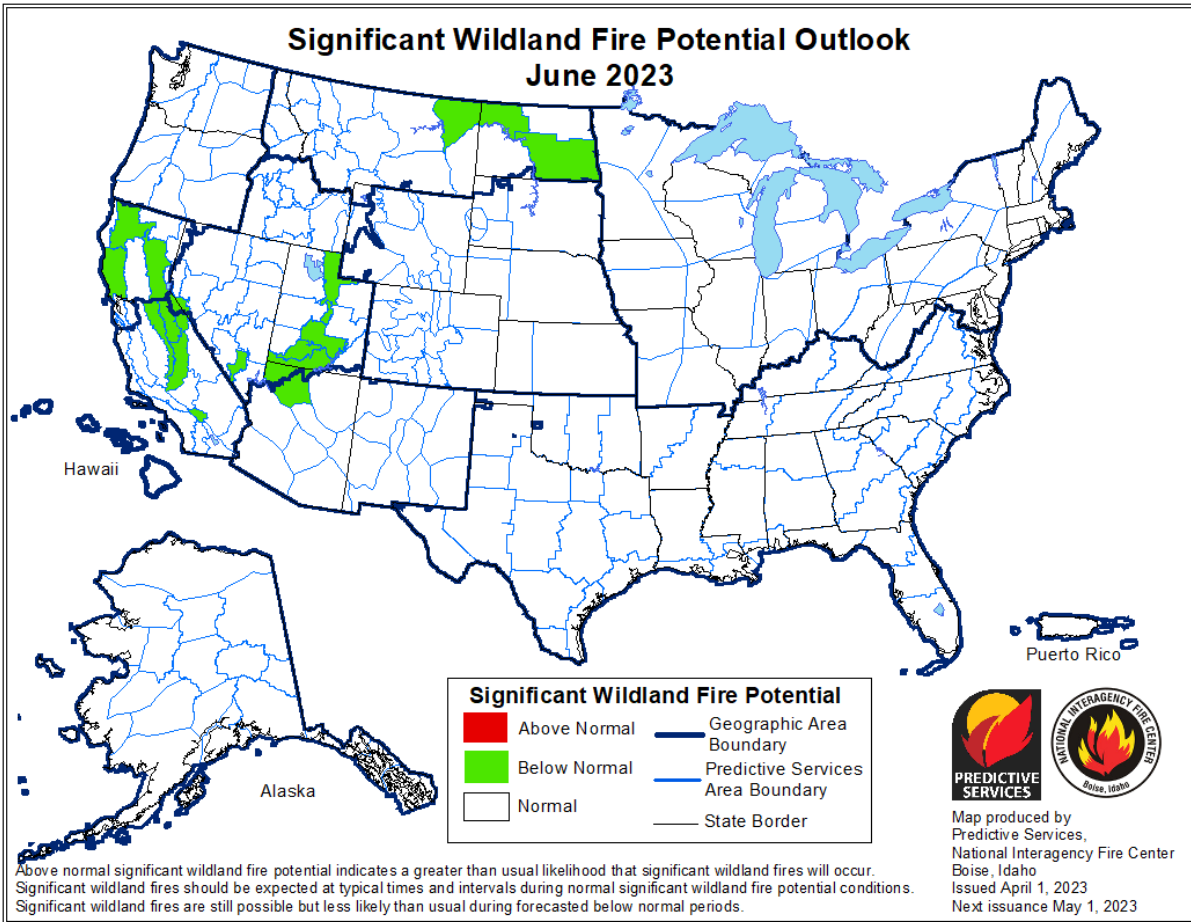 Significant Wildland Fire Potential Outlook
June 2023
Hawaii
Alaska
Puerto Rico
Significant Wildland Fire Potential
Above Normal
Below Normal
Normal
Geographic Area
Boundary
Predictive Services
Area Boundary
State Border
PREDICTIVE
SERVICES
NATIONAL INTERAGENCY FIRE CENTER
Boise, Idaho
Map produced by
Predictive Services,
National Interagency Fire Center
Boise, Idaho
Issued April 1, 2023
Next issuance May 1, 2023
Above normal significant wildland fire potential indicates a greater than usual likelihood that significant wildland fires will occur.
Significant wildland fires should be expected at typical times and intervals during normal significant wildland fire potential conditions.
Significant wildland fires are still possible but less likely than usual during forecasted below normal periods.